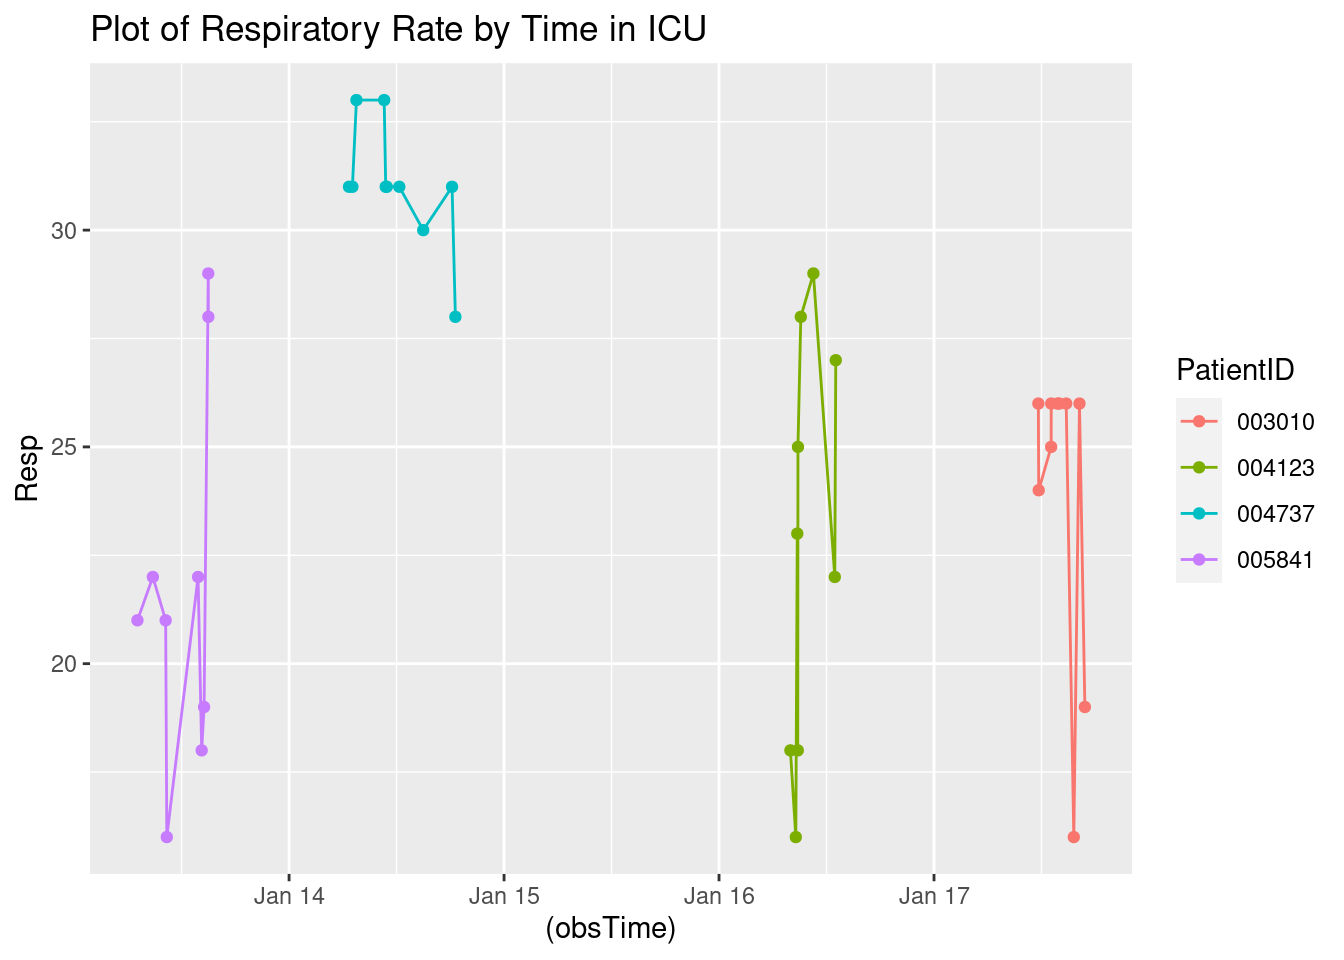 Plot of Respiratory Rate by Time in ICU
Resp
30
25
20
Jan 14
Jan 15
Jan 16
Jan 17
(obsTime)
PatientID
003010
004123
004737
005841